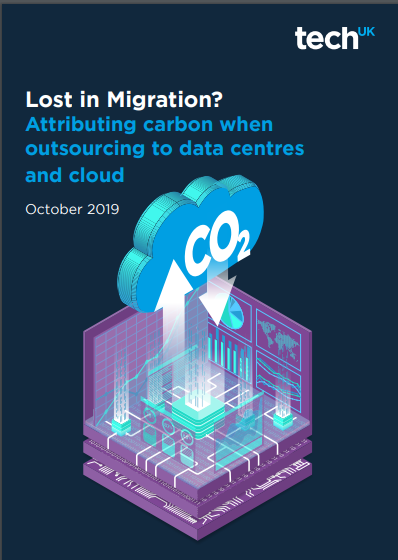 techUK
Lost in Migration?
Attributing carbon when
outsourcing to data centres
and cloud
October 2019
CO2